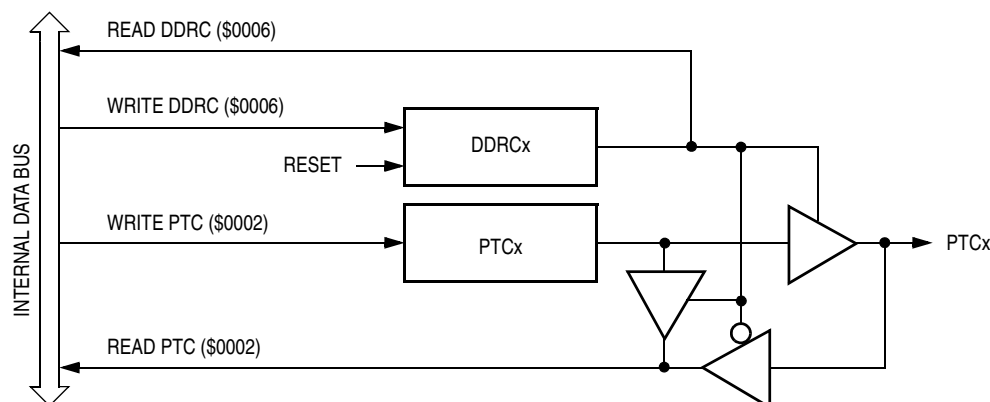 READ DDRC ($0006)
WRITE DDRC ($0006)
DDRCx
RESET
WRITE PTC ($0002)
PTCx
PTCx
READ PTC ($0002)
INTERNAL DATA BUS